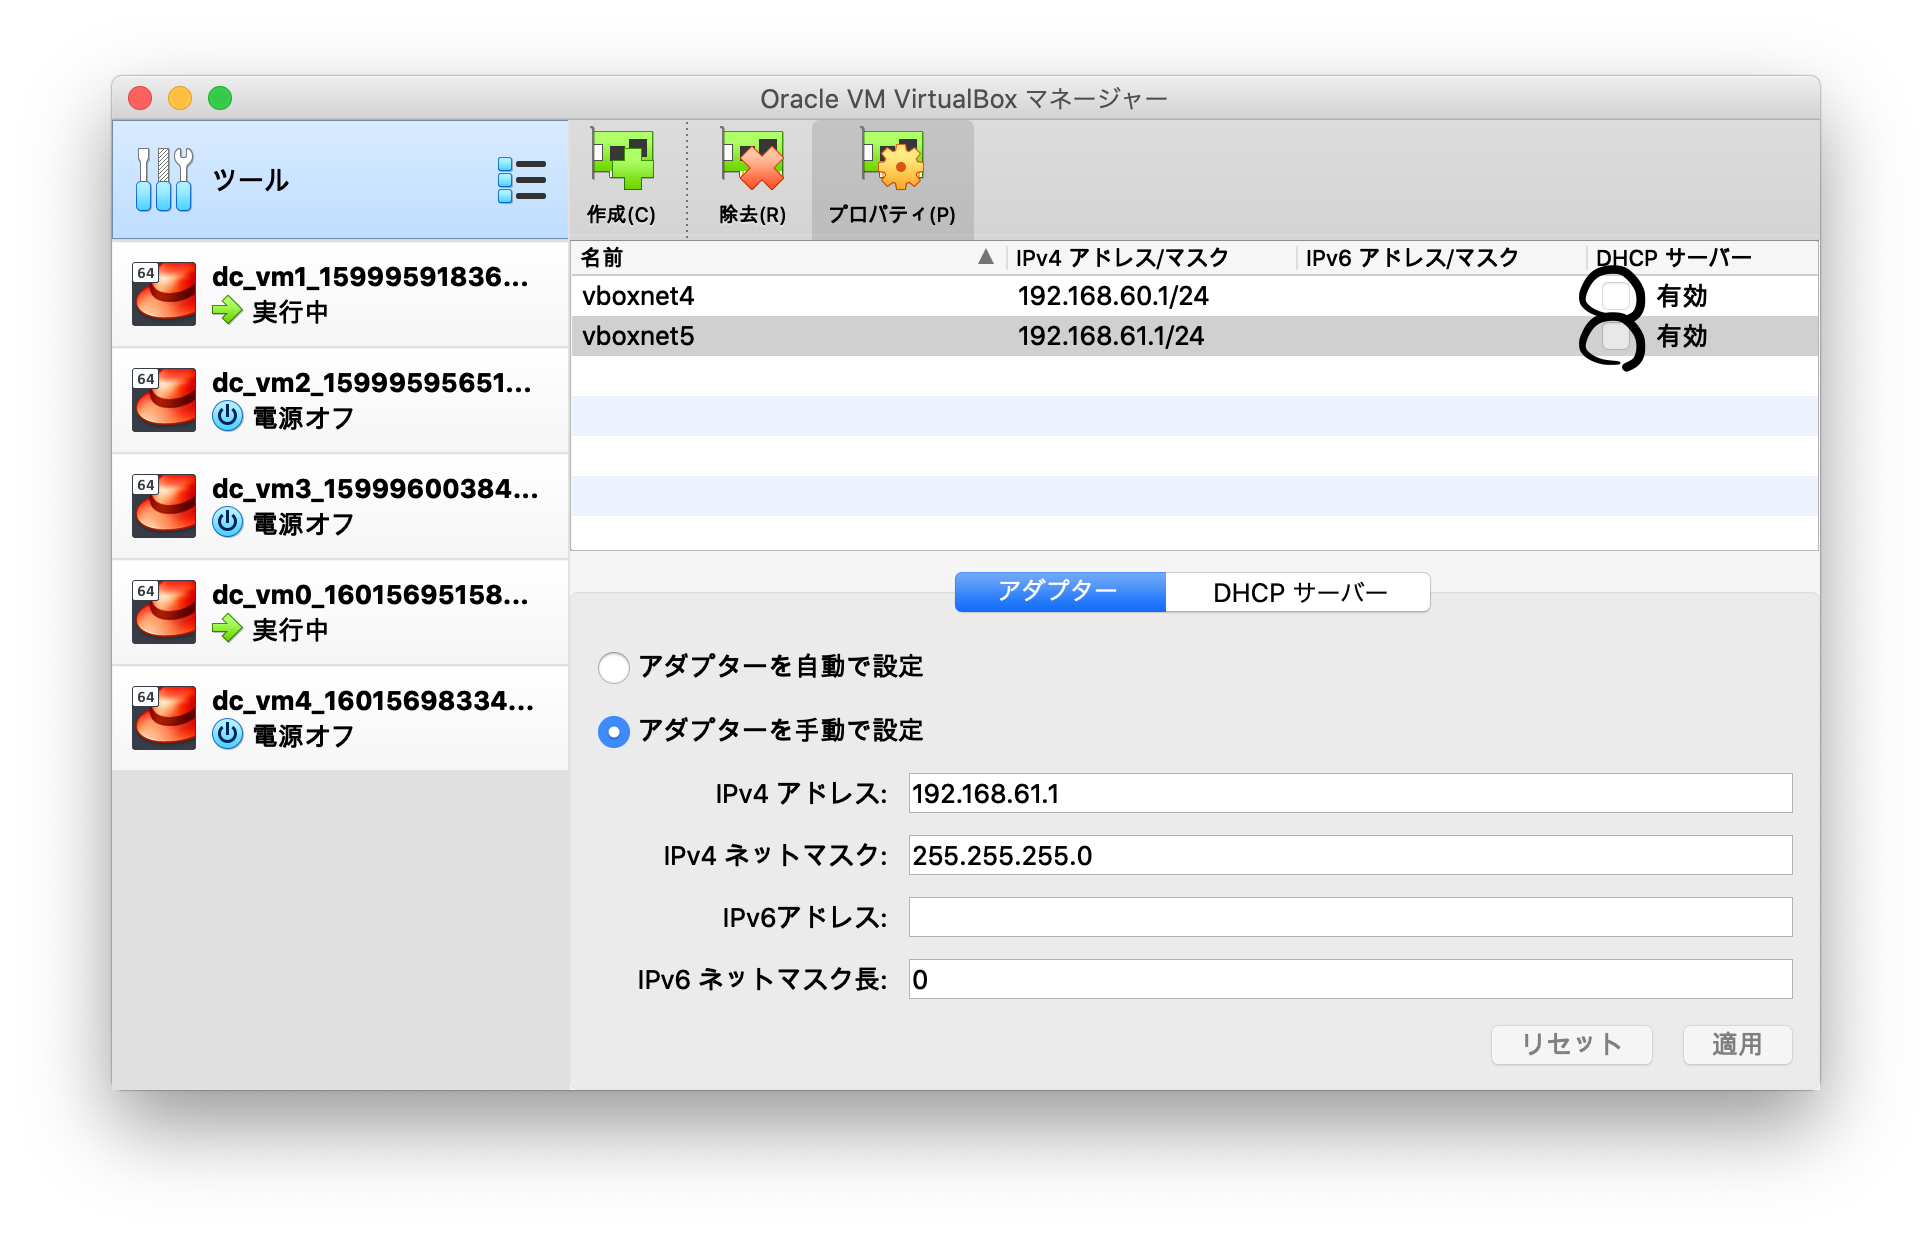 Oracle VM VirtualBox マネージャー
ツール
作成(C)
除去(R)
プロパティ(P)
名前
IPv4 アドレス/マスク
IPv6 アドレス/マスク
DHCP サーバー
vboxnet4
192.168.60.1/24
有効
vboxnet5
192.168.61.1/24
有効
64
dc_vm1_15999591836...
実行中
64
dc_vm2_15999595651...
電源オフ
64
dc_vm3_15999600384...
電源オフ
64
dc_vm0_16015695158...
実行中
64
dc_vm4_16015698334...
電源オフ
アダプター
DHCP サーバー
アダプターを自動で設定
アダプターを手動で設定
IPv4 アドレス:
192.168.61.1
IPv4 ネットマスク:
255.255.255.0
IPv6アドレス:
IPv6 ネットマスク長:
0
リセット
適用